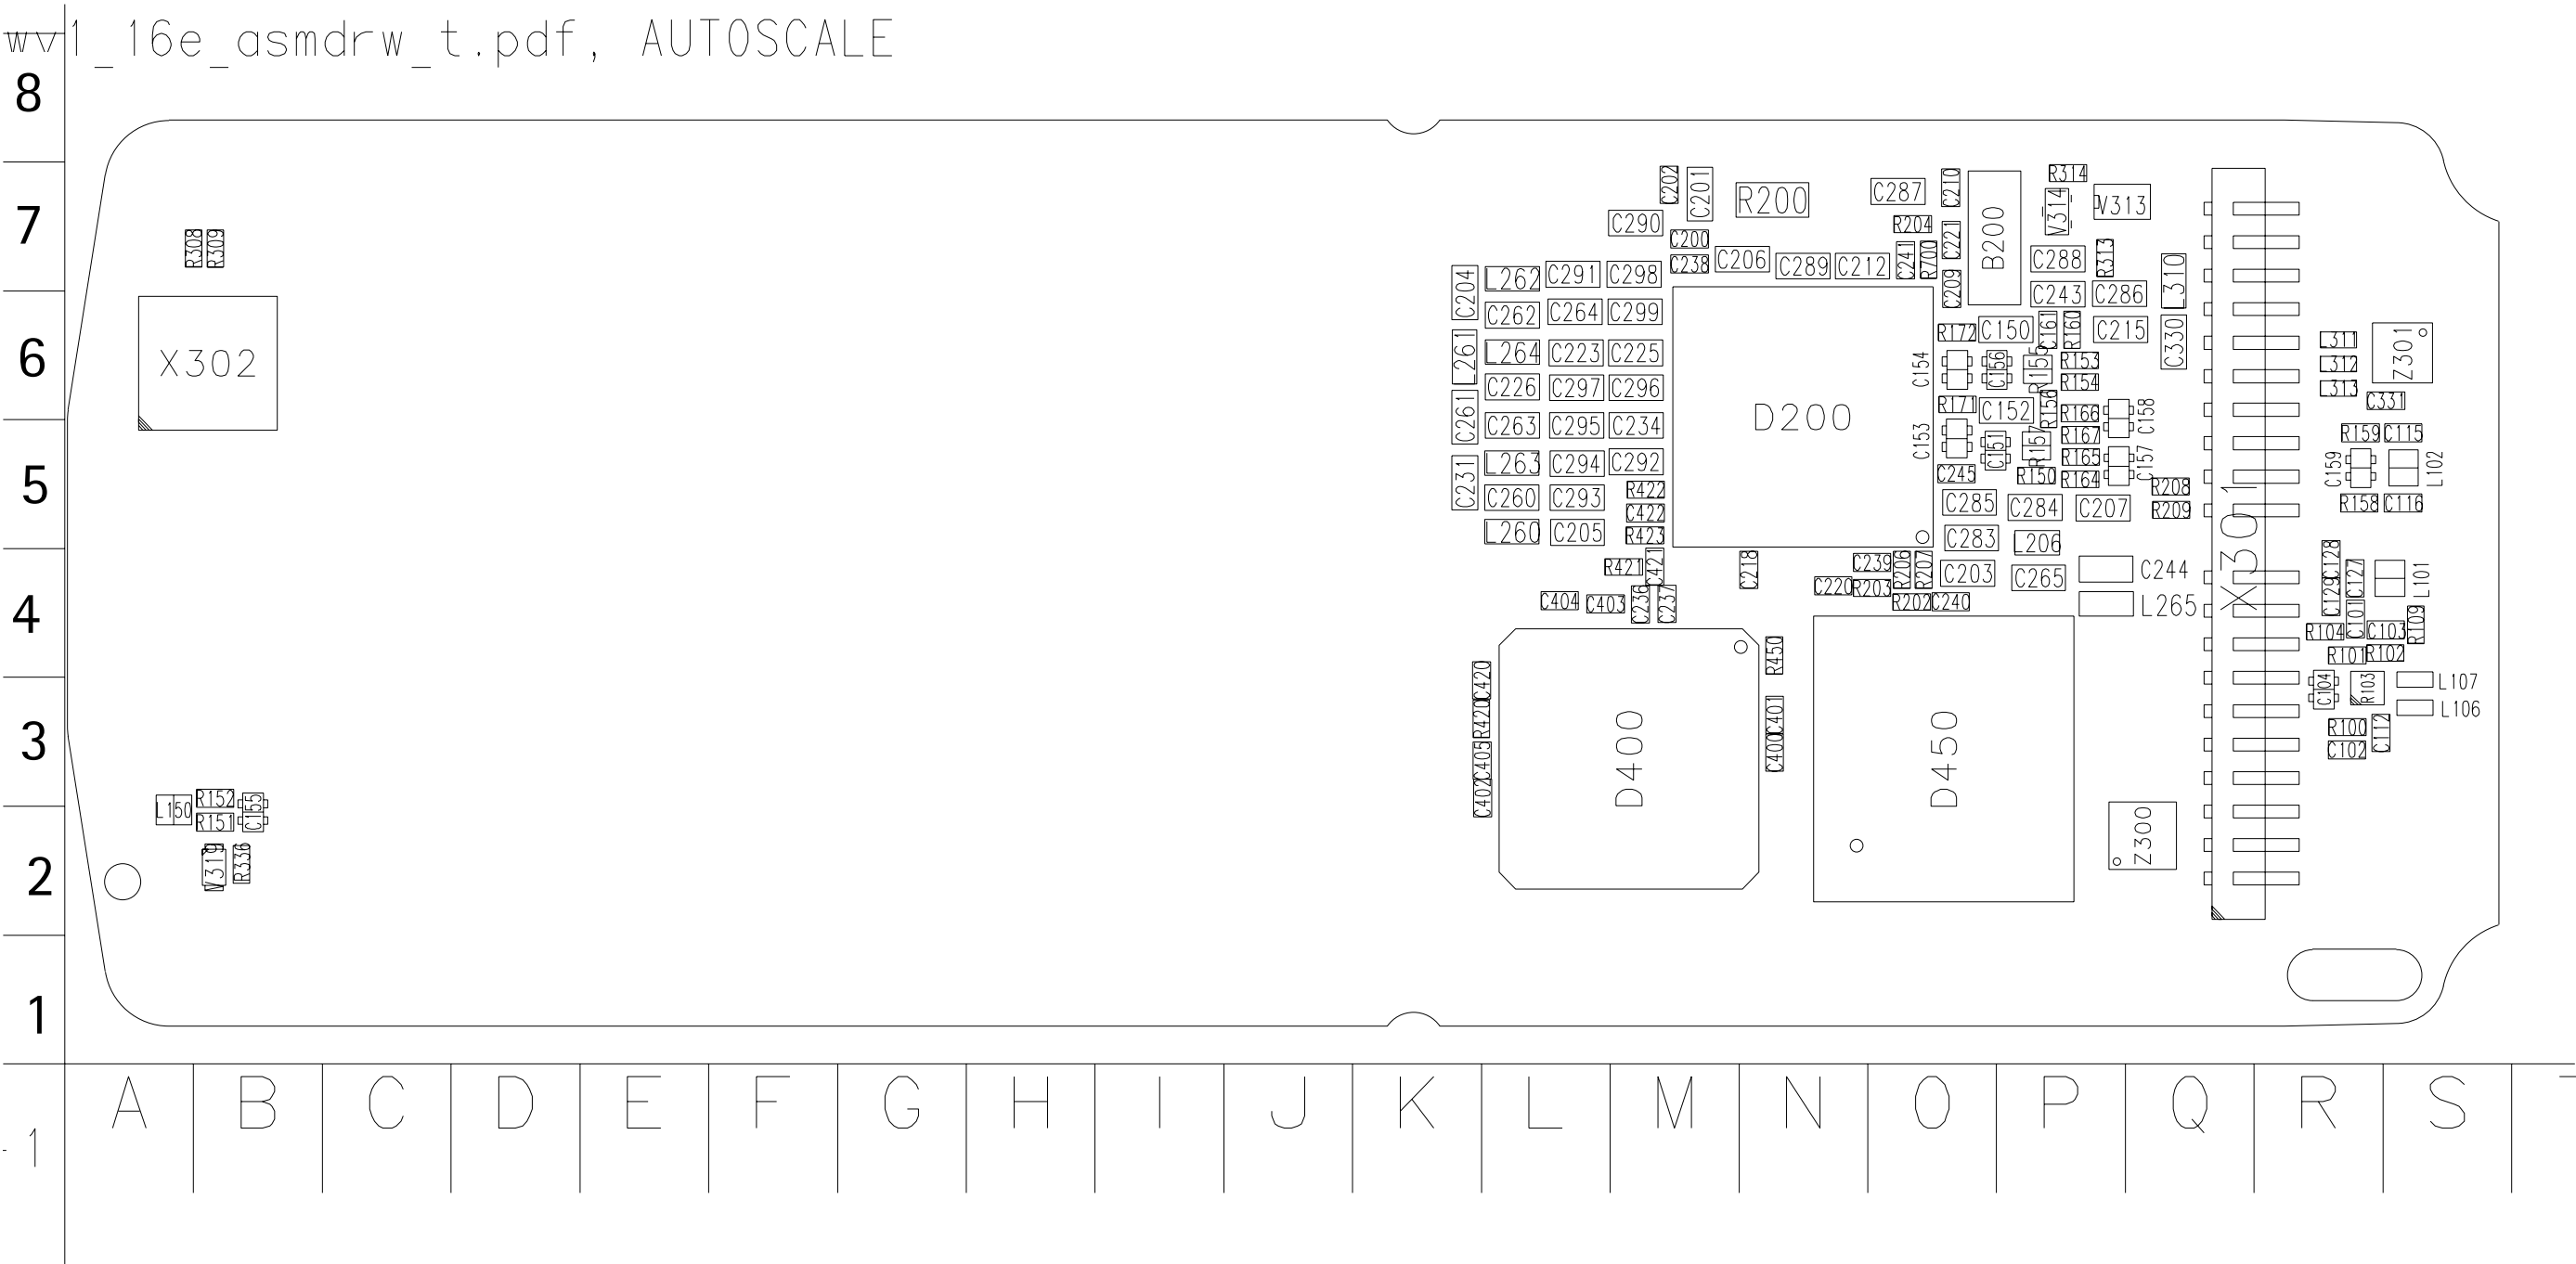 wv1_16e_asmdrw_t.pdf, AUTOSCALE
8
7
6
5
4
3
2
1
-1
A B C D E F G H I J K L M N O P Q R S
R308 R309
X302
L150 R152 R151 C155
V319 R336
C202 C201 R200 C287 C210 R314
C290 R204 B200 V314 V313
C200 C221
C238 C206 C289 C212 C241 R700 C288 R313
C204 L262 C291 C298 C209 C243 C286 L310
C262 C264 C299 R172 C150 C161 R160 C215 C330
L261 L264 C223 C225 C154 C156 R155 R153
C226 C297 C296 R154
C261 C263 C295 C234 D200 R171 C152 R156 R166 C158
C153 C151 R157 R167
C231 L263 C294 C292 C245 R150 R165 C157
R164
C260 C293 R422 C285 C284 C207 R208
C422 R209
L260 C205 R423 C283 L206
R421 C421 C218 C239 R206 R207 C203 C265 C244
C220 R203
C404 C403 C236 C237 R202 C240 L265
C420 R450
R420 C401
C405 D400 C400 D450
C402
Z300
X301
L311
L312 Z301
L313 C331
R159 C115
C159 L102
R158 C116
C128 C127 L101
C129 C101
R104 C103 R109
R101 R102
C104 R103 L107
L106
R100 C112
C102